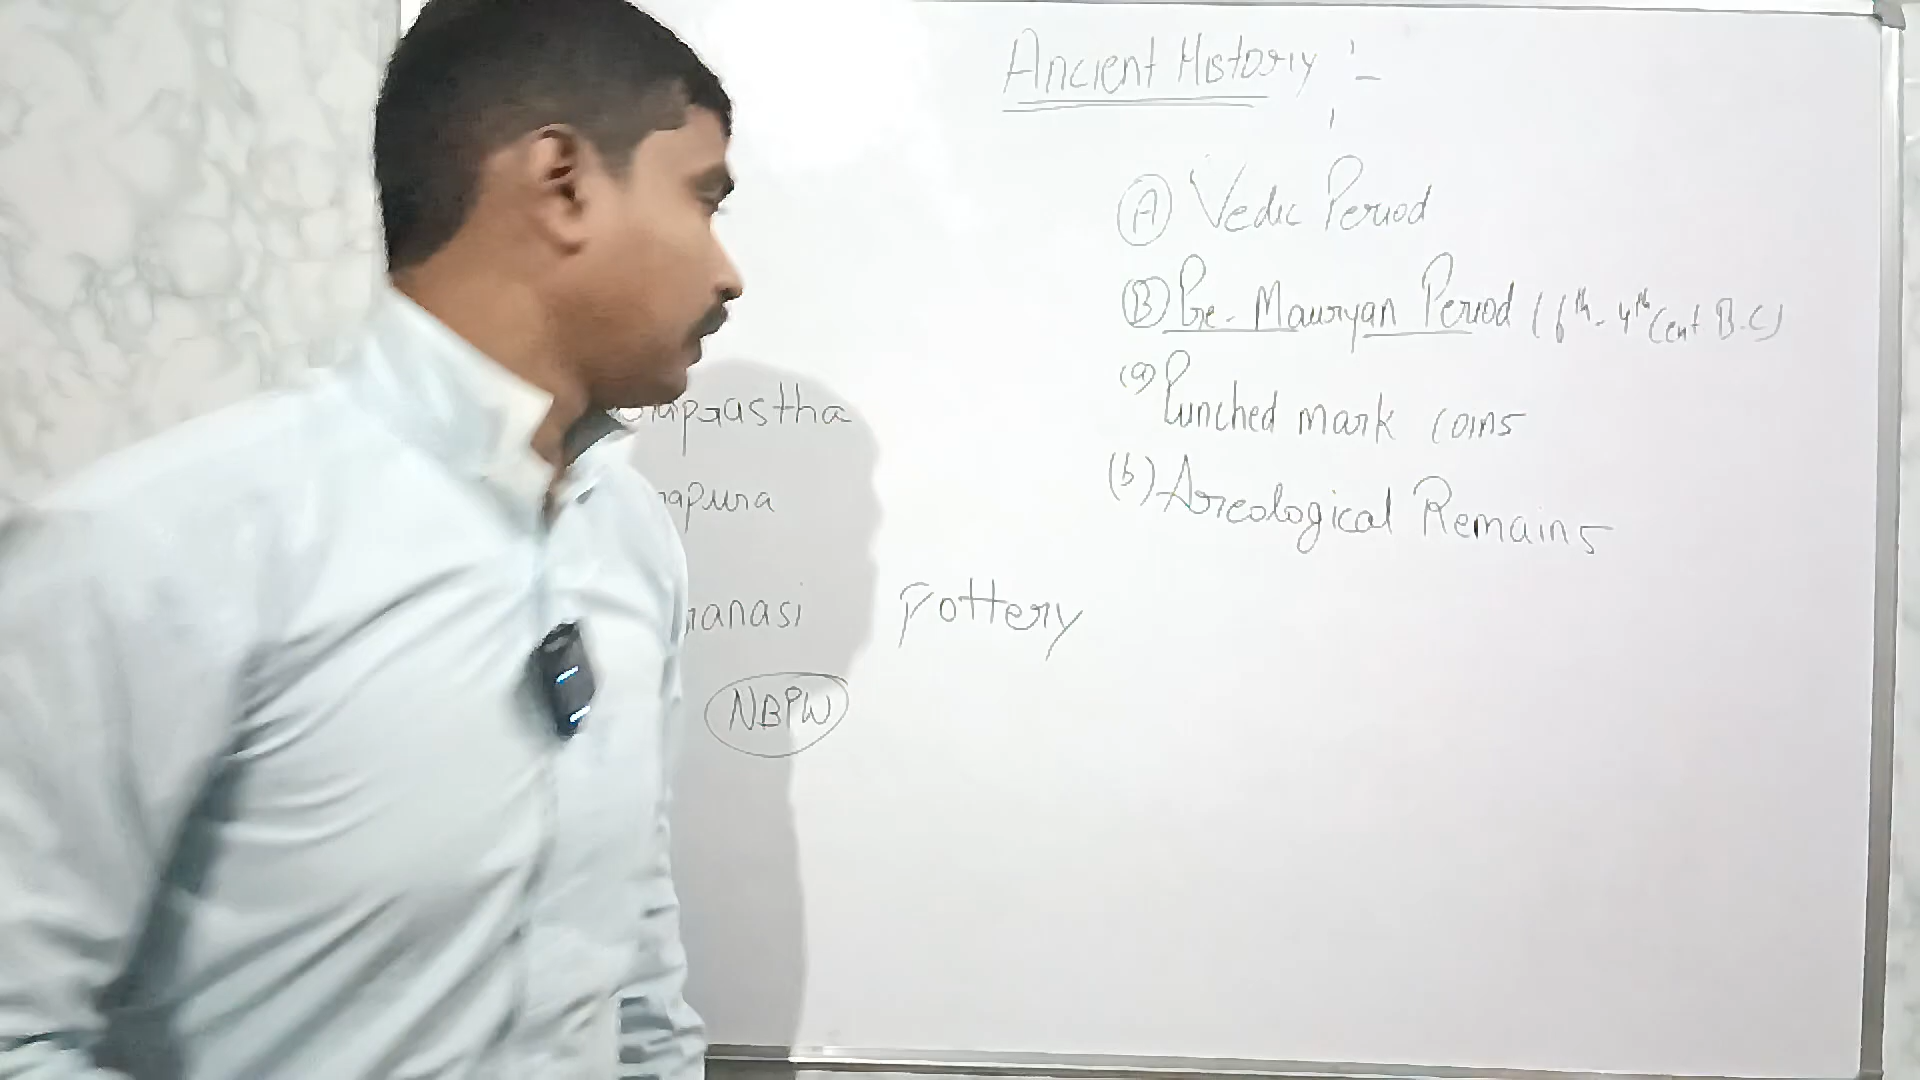 Ancient History :-
(A) Vedic Period
(B) Pre-Mauryan Period (6th-4th Cent B.C)
(a) Punched mark coins
(b) Areological Remains
Pottery
NBPW